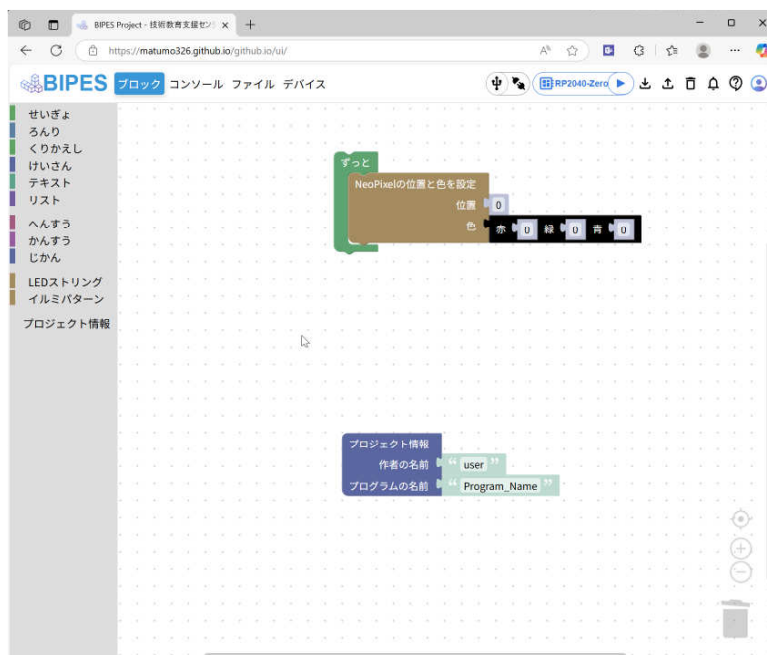 BIPES Project - 技術教育支援セン
https://matumo326.github.io/github.io/ui/
BIPES ブロック コンソール ファイル デバイス RP2040-Zero
せいぎょ
ろんり
くりかえし
けいさん
テキスト
リスト
へんすう
かんすう
じかん
LEDストリング
イルミパターン
プロジェクト情報
ずっと
NeoPixelの位置と色を設定
位置 0
色 赤 0 緑 0 青 0
プロジェクト情報
作者の名前 “ user ”
プログラムの名前 “ Program_Name ”